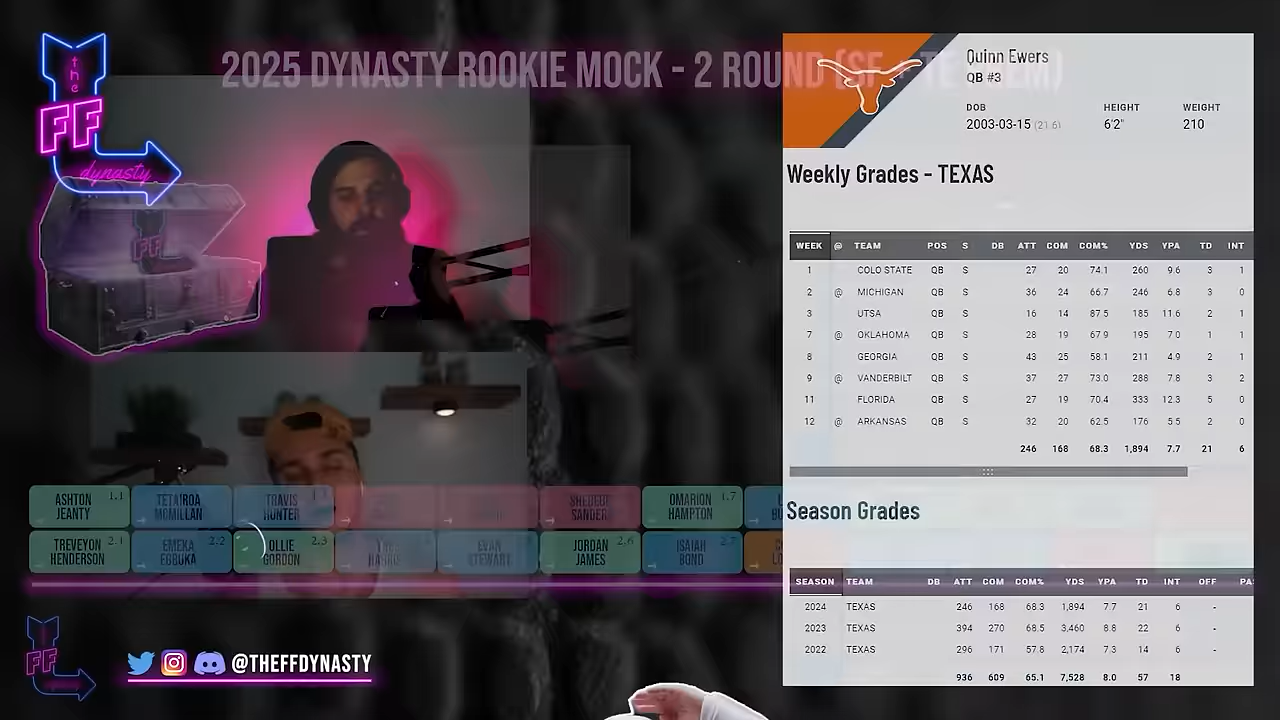 the
FF
dynasty
2025 DYNASTY ROOKIE MOCK - 2 ROUND (SF + TE PREM)
FF
Quinn Ewers
QB #3
DOB HEIGHT WEIGHT
2003-03-15 (21.6) 6'2" 210
Weekly Grades - TEXAS
WEEK @ TEAM POS S DB ATT COM COM% YDS YPA TD INT
1 COLO STATE QB S 27 20 74.1 260 9.6 3 1
2 @ MICHIGAN QB S 36 24 66.7 246 6.8 3 0
3 UTSA QB S 16 14 87.5 185 11.6 2 1
7 @ OKLAHOMA QB S 28 19 67.9 195 7.0 1 1
8 GEORGIA QB S 43 25 58.1 211 4.9 2 1
9 @ VANDERBILT QB S 37 27 73.0 288 7.8 3 2
11 FLORIDA QB S 27 19 70.4 333 12.3 5 0
12 @ ARKANSAS QB S 32 20 62.5 176 5.5 2 0
246 168 68.3 1,894 7.7 21 6
Season Grades
SEASON TEAM DB ATT COM COM% YDS YPA TD INT OFF PA
2024 TEXAS 246 168 68.3 1,894 7.7 21 6 -
2023 TEXAS 394 270 68.5 3,460 8.8 22 6 -
2022 TEXAS 296 171 57.8 2,174 7.3 14 6 -
936 609 65.1 7,528 8.0 57 18
ASHTON JEANTY 1.1
TETAIROA MCMILLAN
TRAVIS HUNTER
SHEDEUR SANDERS
OMARION HAMPTON 1.7
TREVEYON HENDERSON 2.1
EMEKA EGBUKA 2.2
OLLIE GORDON 2.3
HARRIS
EVAN STEWART
JORDAN JAMES 2.6
ISAIAH BOND 2.7
FF
@THEFFDYNASTY